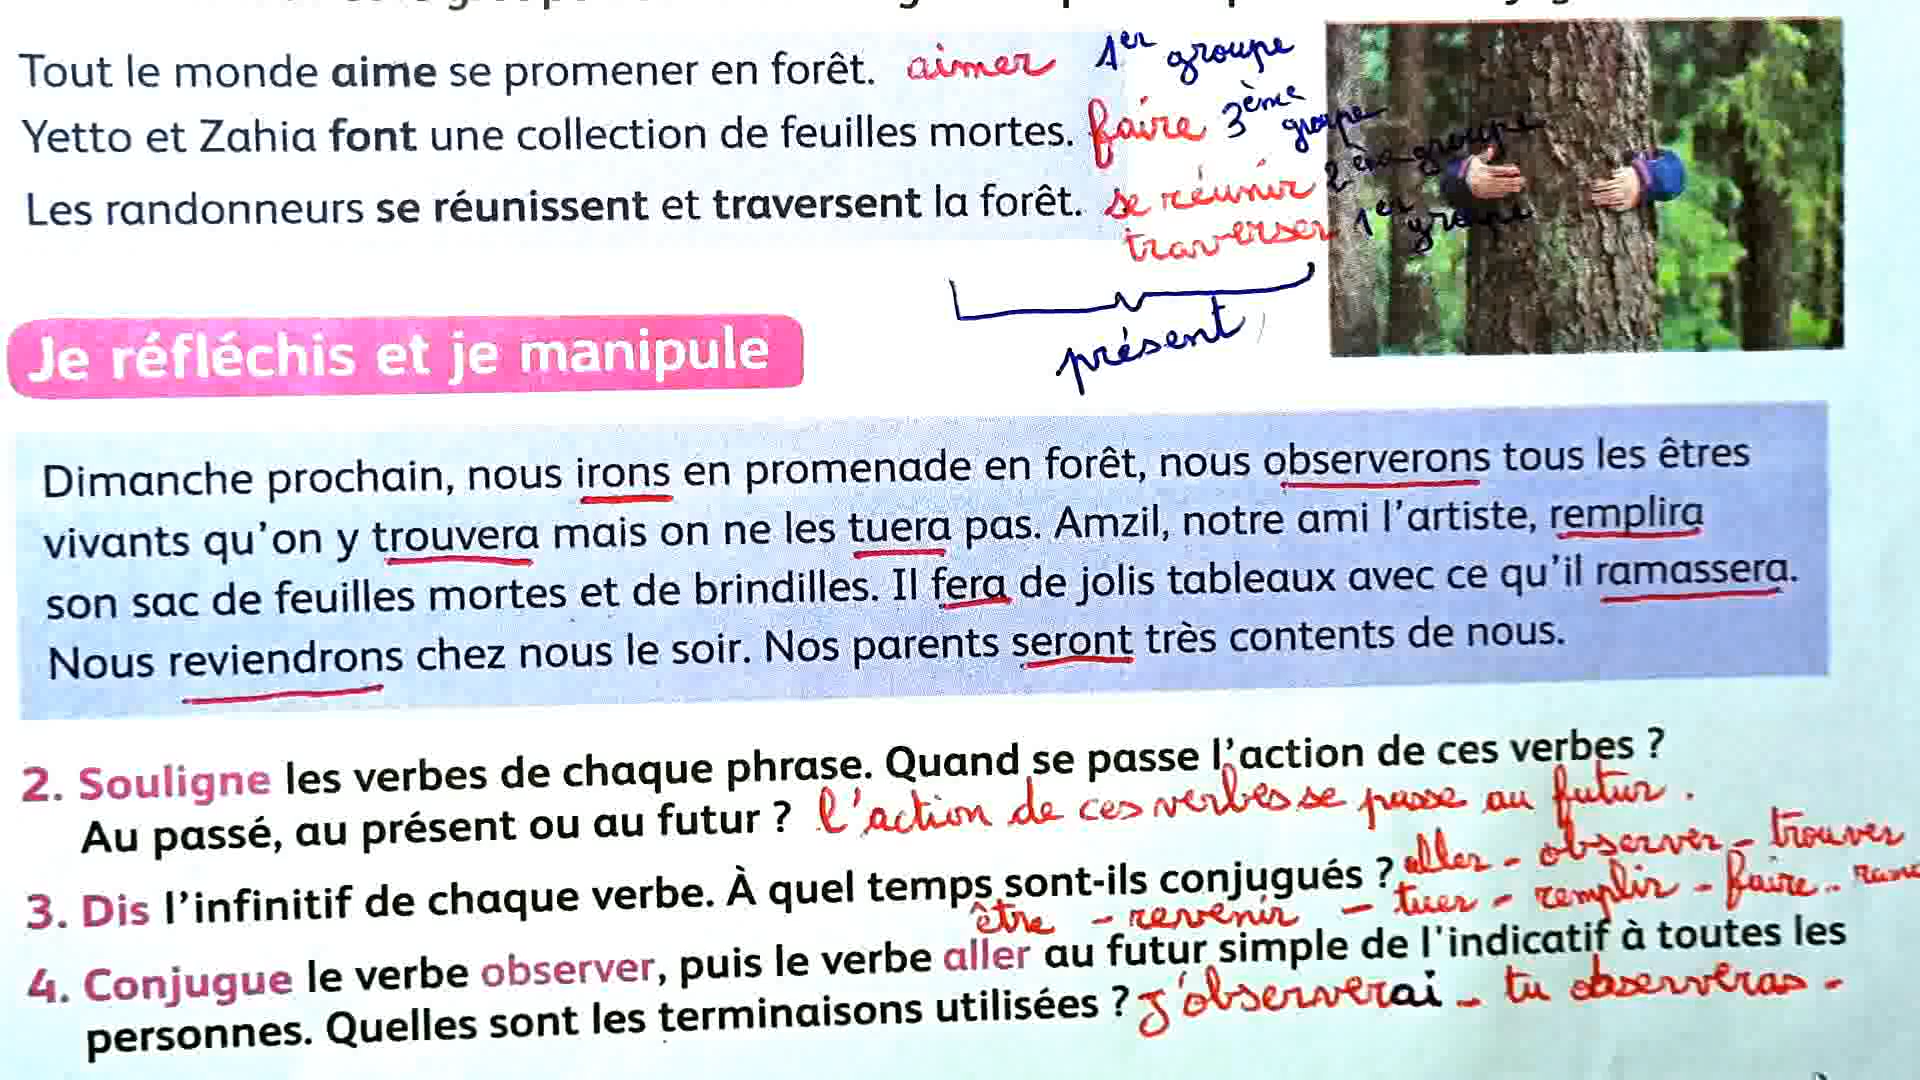 Tout le monde aime se promener en forêt. aimer 1er groupe
Yetto et Zahia font une collection de feuilles mortes. faire 3ème groupe
Les randonneurs se réunissent et traversent la forêt. se réunir 2ème groupe
traverser 1er groupe
présent
Je réfléchis et je manipule
Dimanche prochain, nous irons en promenade en forêt, nous observerons tous les êtres
vivants qu'on y trouvera mais on ne les tuera pas. Amzil, notre ami l'artiste, remplira
son sac de feuilles mortes et de brindilles. Il fera de jolis tableaux avec ce qu'il ramassera.
Nous reviendrons chez nous le soir. Nos parents seront très contents de nous.
2. Souligne les verbes de chaque phrase. Quand se passe l'action de ces verbes ?
Au passé, au présent ou au futur ? l'action de ces verbes se passe au futur.
3. Dis l'infinitif de chaque verbe. À quel temps sont-ils conjugués ? aller - observer - trouver
être - revenir - tuer - remplir - faire -
4. Conjugue le verbe observer, puis le verbe aller au futur simple de l'indicatif à toutes les
personnes. Quelles sont les terminaisons utilisées ? J'observerai - tu observeras -